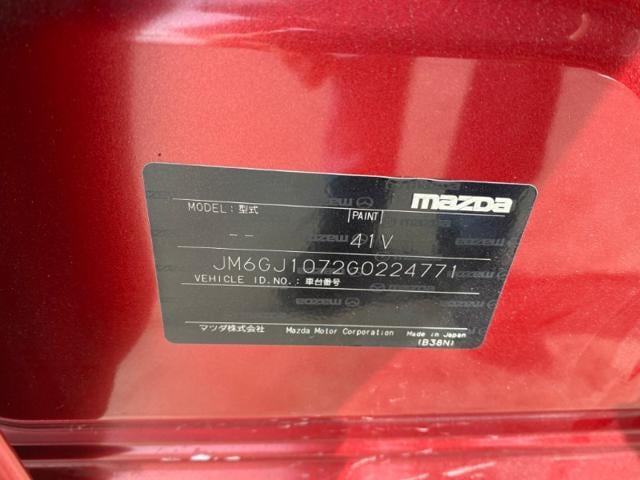 mazda
MODEL : 型式 PAINT
-- 41V
JM6GJ1072G0224771
VEHICLE ID.NO.: 車台番号
マツダ株式会社 Mazda Motor Corporation Made in Japan
(B38N)